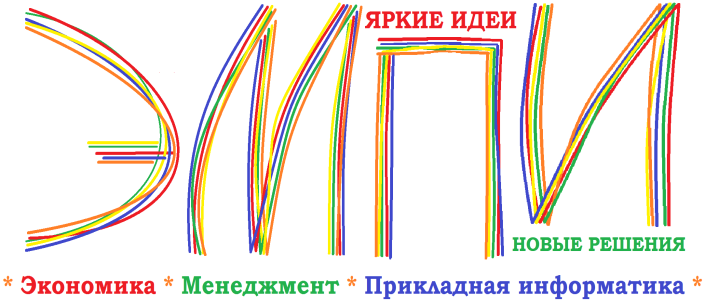 ЭМПИ
ЯРКИЕ ИДЕИ
НОВЫЕ РЕШЕНИЯ
* Экономика * Менеджмент * Прикладная информатика *